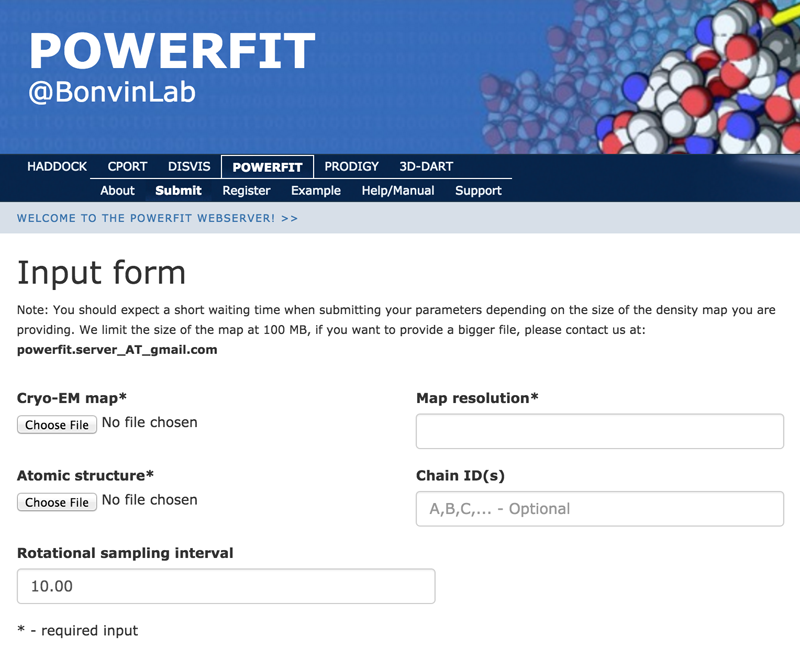 POWERFIT
@BonvinLab
HADDOCK CPORT DISVIS POWERFIT PRODIGY 3D-DART
About Submit Register Example Help/Manual Support
WELCOME TO THE POWERFIT WEBSERVER! >>
Input form
Note: You should expect a short waiting time when submitting your parameters depending on the size of the density map you are
providing. We limit the size of the map at 100 MB, if you want to provide a bigger file, please contact us at:
powerfit.server_AT_gmail.com
Cryo-EM map* Map resolution*
Choose File No file chosen
Atomic structure* Chain ID(s)
Choose File No file chosen A,B,C,... - Optional
Rotational sampling interval
10.00
* - required input